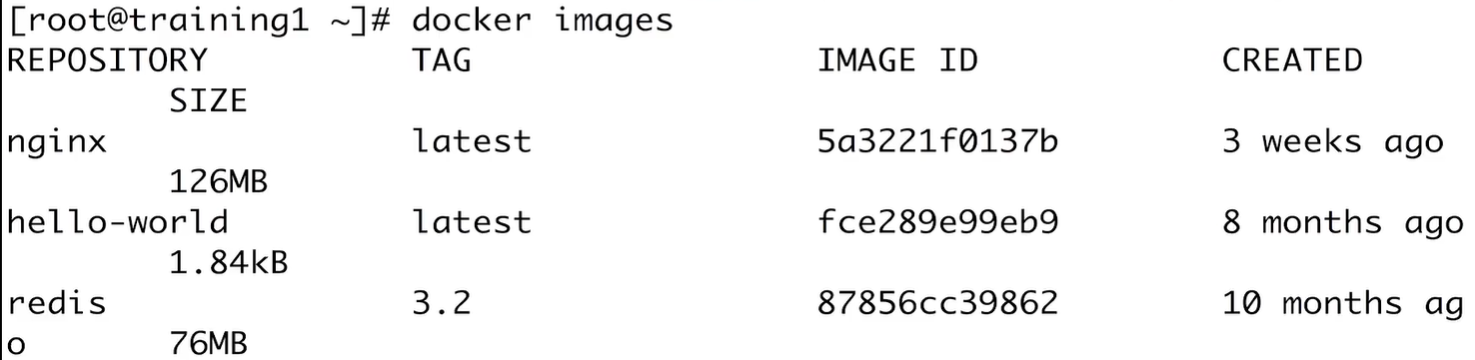 [root@training1 ~]# docker images
REPOSITORY TAG IMAGE ID CREATED
SIZE
nginx latest 5a3221f0137b 3 weeks ago
126MB
hello-world latest fce289e99eb9 8 months ago
1.84kB
redis 3.2 87856cc39862 10 months ag
o 76MB